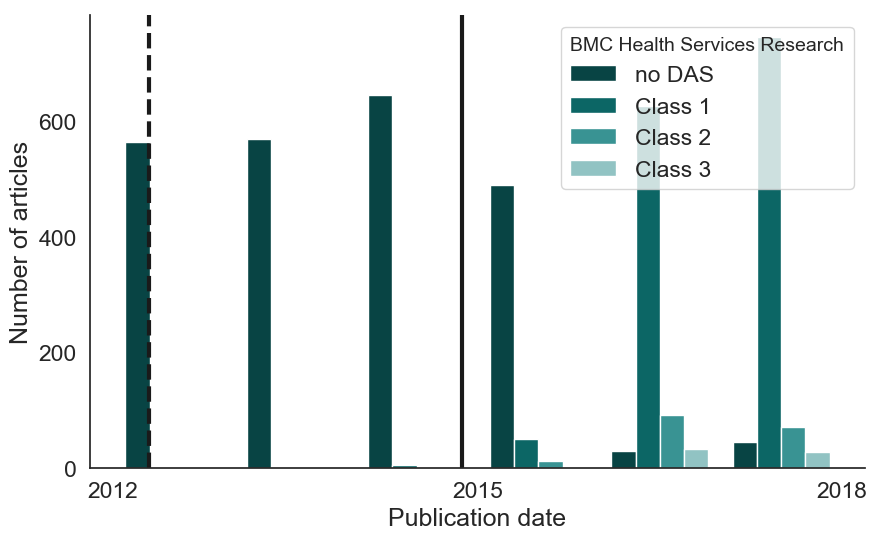 BMC Health Services Research
no DAS
Class 1
Class 2
Class 3
Number of articles
600
400
200
0
2012
2015
2018
Publication date